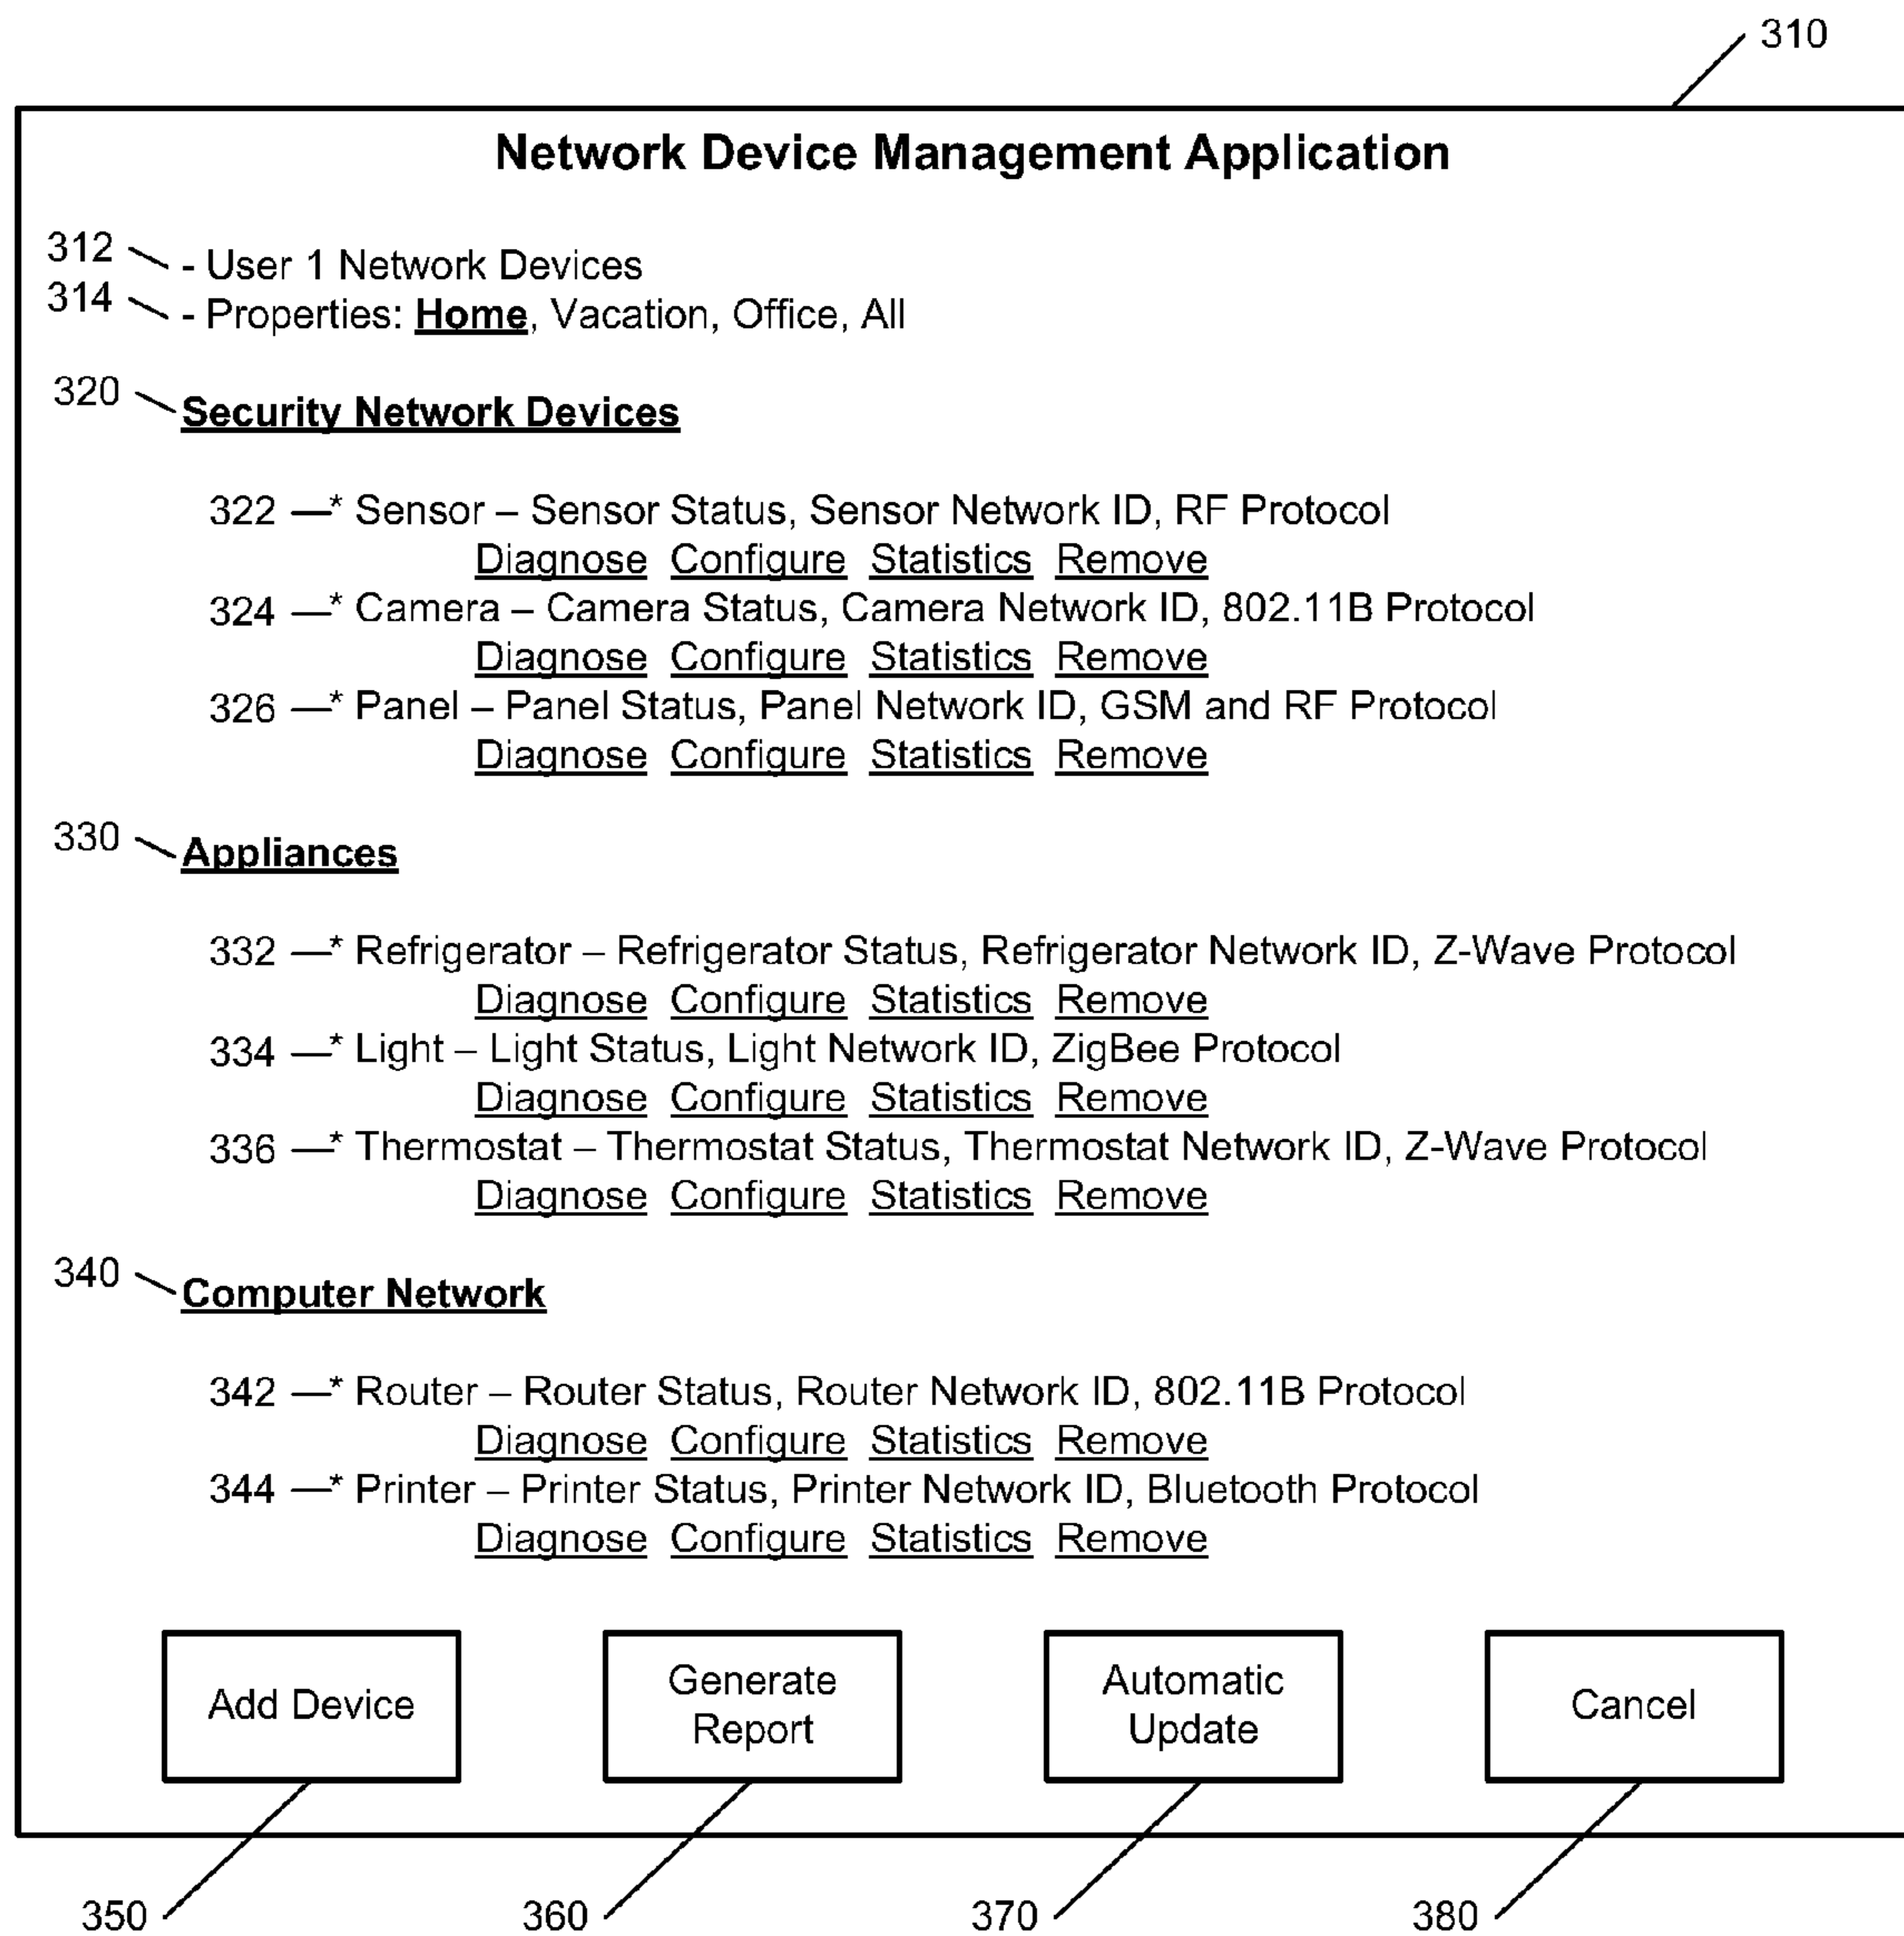 310
Network Device Management Application
312 - User 1 Network Devices
314 - Properties: Home, Vacation, Office, All
320 Security Network Devices
322 * Sensor – Sensor Status, Sensor Network ID, RF Protocol
Diagnose Configure Statistics Remove
324 * Camera – Camera Status, Camera Network ID, 802.11B Protocol
Diagnose Configure Statistics Remove
326 * Panel – Panel Status, Panel Network ID, GSM and RF Protocol
Diagnose Configure Statistics Remove
330 Appliances
332 * Refrigerator – Refrigerator Status, Refrigerator Network ID, Z-Wave Protocol
Diagnose Configure Statistics Remove
334 * Light – Light Status, Light Network ID, ZigBee Protocol
Diagnose Configure Statistics Remove
336 * Thermostat – Thermostat Status, Thermostat Network ID, Z-Wave Protocol
Diagnose Configure Statistics Remove
340 Computer Network
342 * Router – Router Status, Router Network ID, 802.11B Protocol
Diagnose Configure Statistics Remove
344 * Printer – Printer Status, Printer Network ID, Bluetooth Protocol
Diagnose Configure Statistics Remove
Add Device
Generate
Report
Automatic
Update
Cancel
350 360 370 380